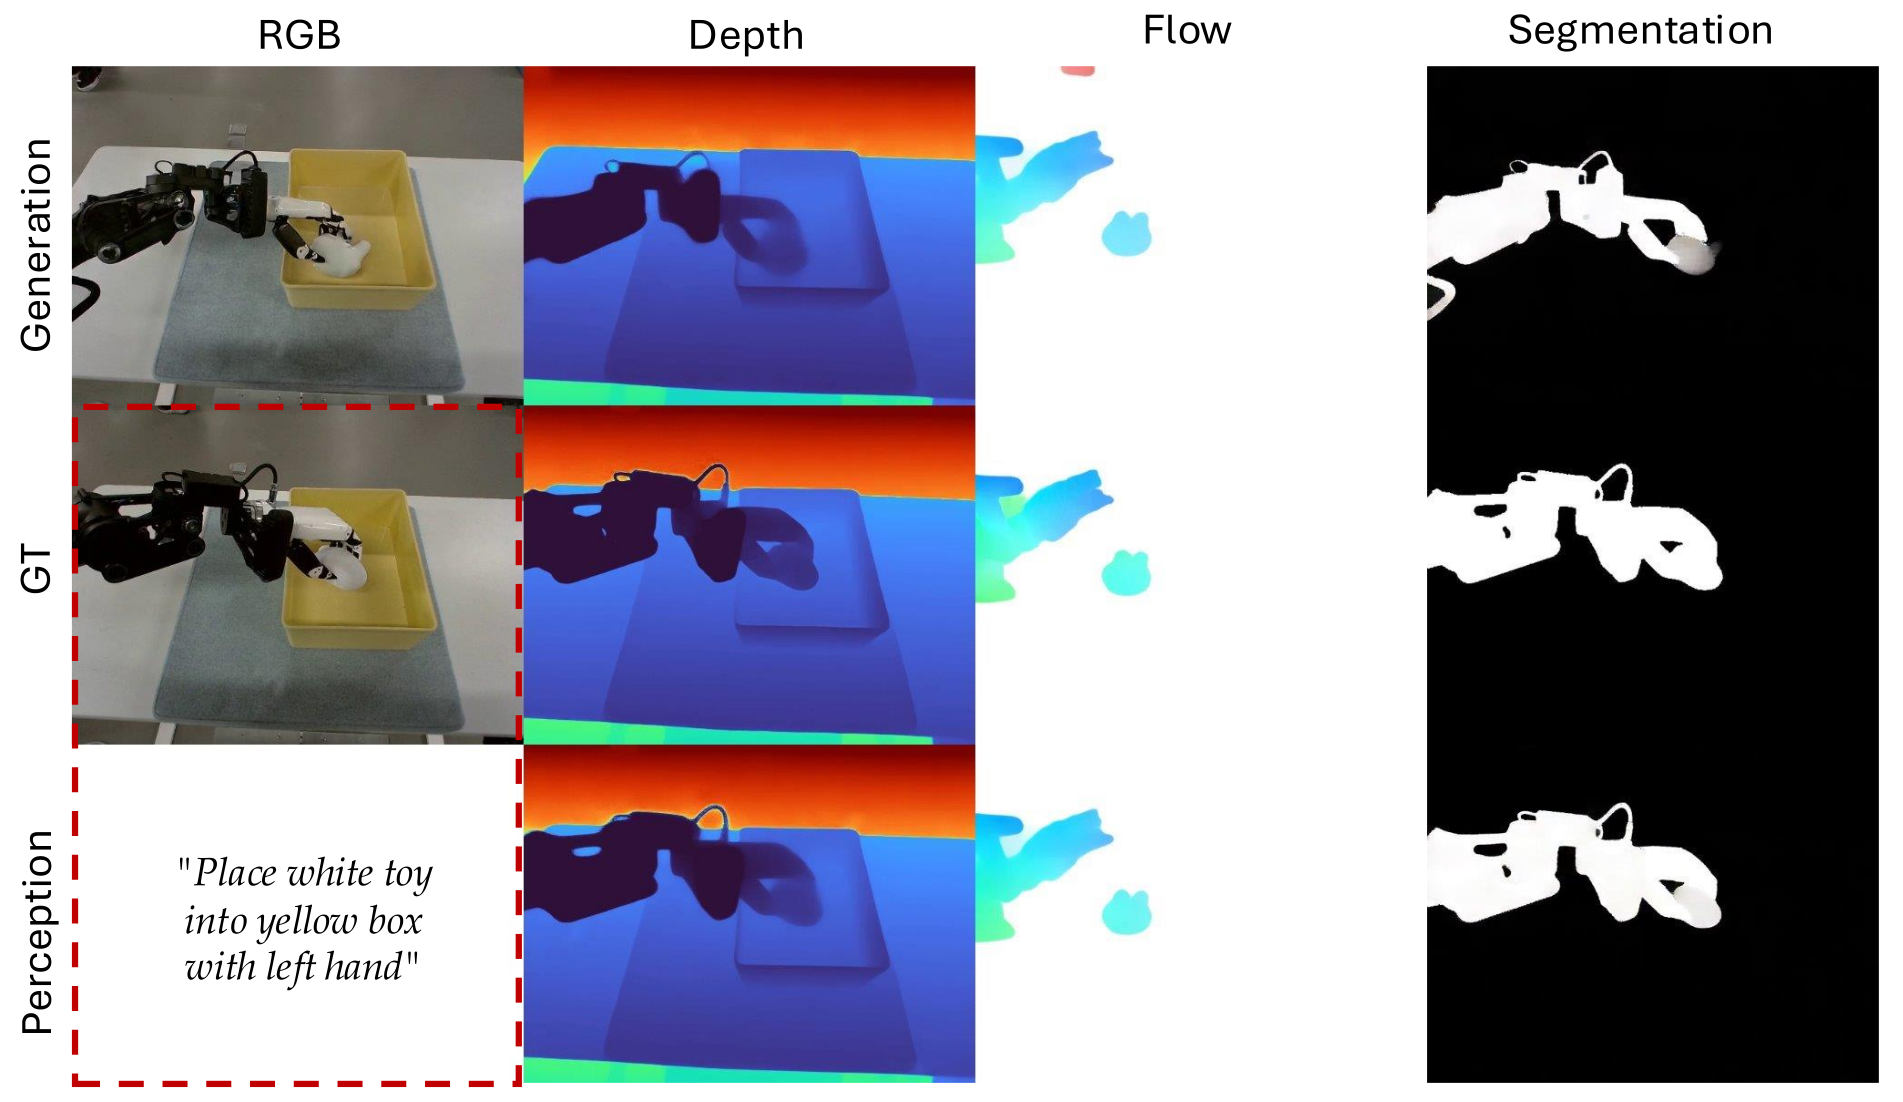 RGB
Depth
Flow
Segmentation
Generation
GT
Perception
"Place white toy
into yellow box
with left hand"